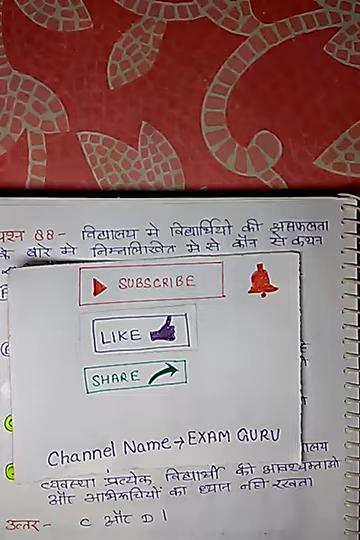 प्रश्न 88- विद्यालय मे विद्यार्थियो की असफलता
के बारे मे निम्नलिखित मे से कौन से कथन
SUBSCRIBE
LIKE
SHARE
Channel Name → EXAM GURU
व्यवस्था प्रत्येक विद्यार्थी की आवश्यकताओ
और अभिरूचियों का ध्यान नही रखता
उत्तर - C और D |